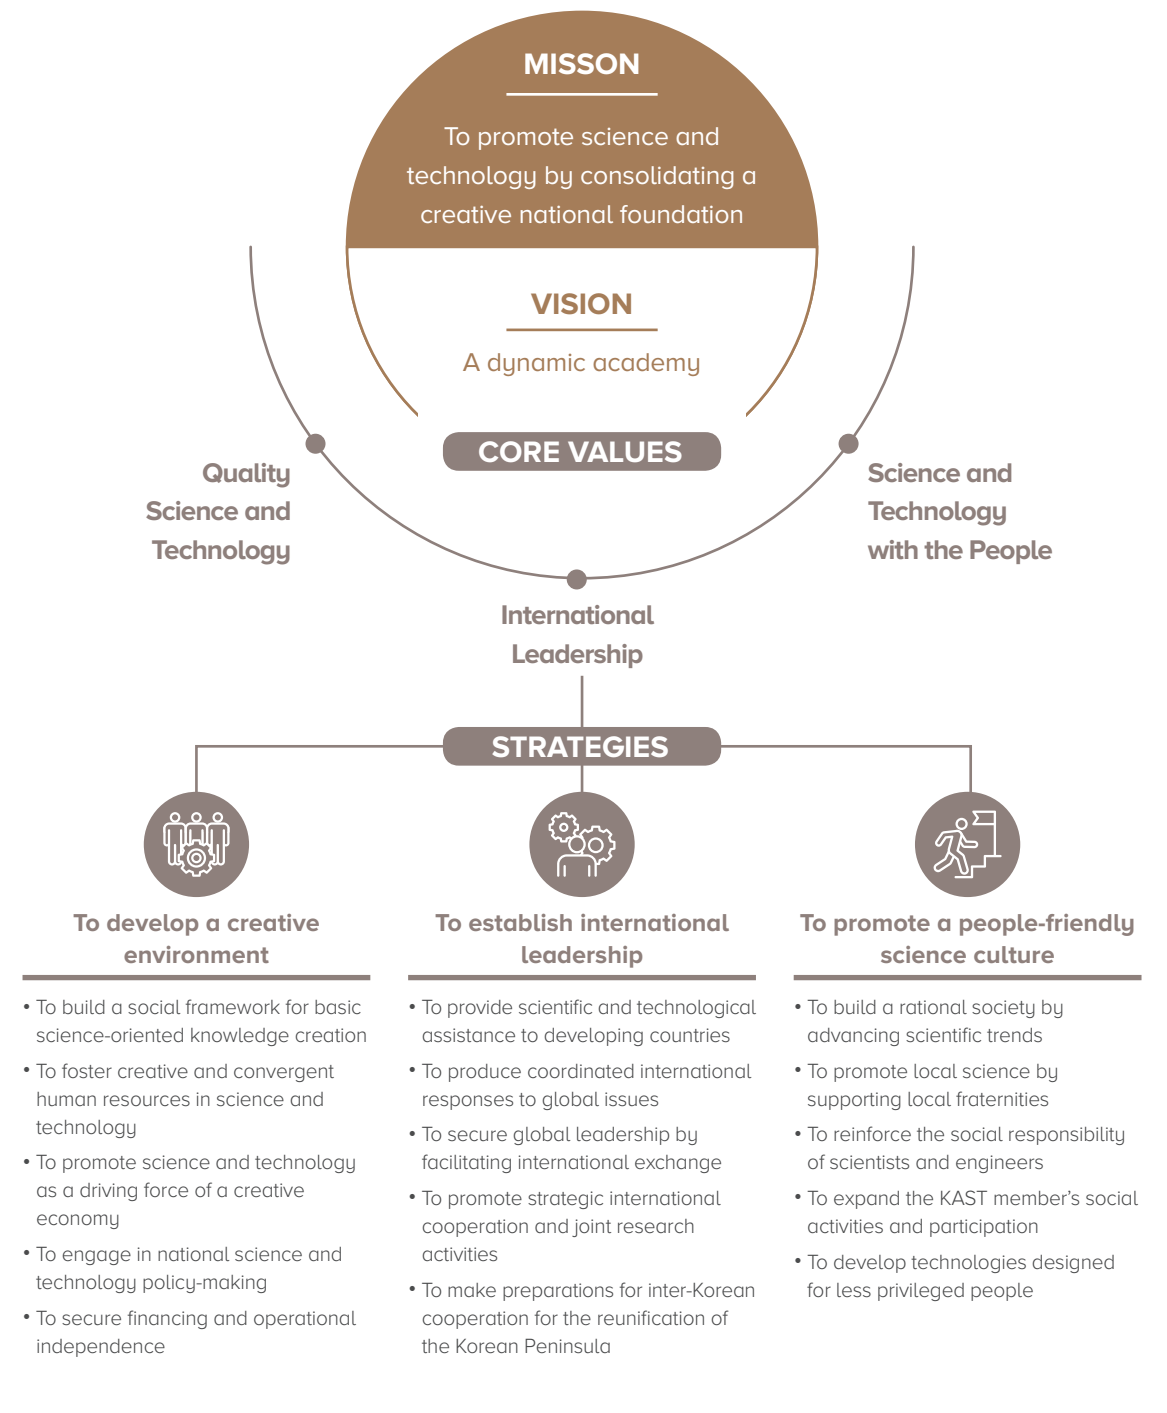 MISSON
To promote science and
technology by consolidating a
creative national foundation
VISION
A dynamic academy
CORE VALUES
Quality
Science and
Technology
International
Leadership
Science and
Technology
with the People
STRATEGIES
To develop a creative
environment
• To build a social framework for basic
science-oriented knowledge creation
• To foster creative and convergent
human resources in science and
technology
• To promote science and technology
as a driving force of a creative
economy
• To engage in national science and
technology policy-making
• To secure financing and operational
independence
To establish international
leadership
• To provide scientific and technological
assistance to developing countries
• To produce coordinated international
responses to global issues
• To secure global leadership by
facilitating international exchange
• To promote strategic international
cooperation and joint research
activities
• To make preparations for inter-Korean
cooperation for the reunification of
the Korean Peninsula
To promote a people-friendly
science culture
• To build a rational society by
advancing scientific trends
• To promote local science by
supporting local fraternities
• To reinforce the social responsibility
of scientists and engineers
• To expand the KAST member’s social
activities and participation
• To develop technologies designed
for less privileged people